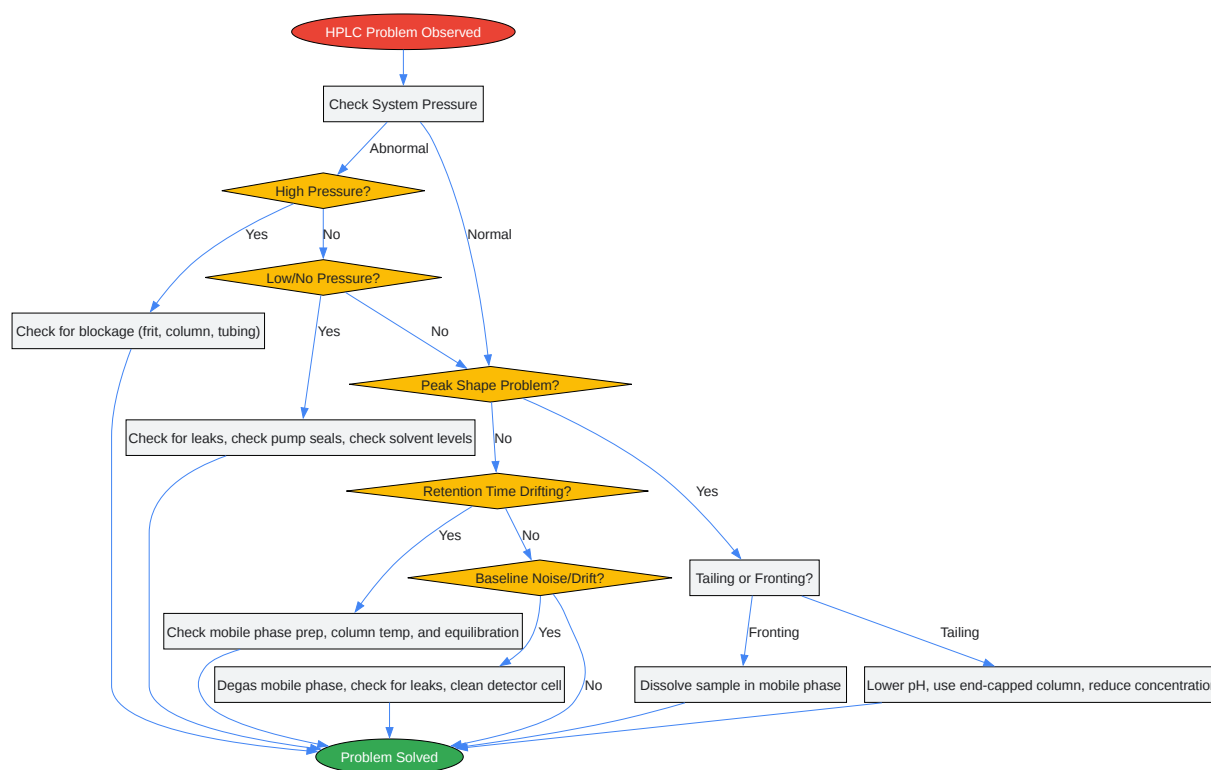 HPLC Problem Observed
Check System Pressure
Abnormal
High Pressure?
Yes
No
Normal
Low/No Pressure?
Check for blockage (frit, column, tubing)
Yes
No
Peak Shape Problem?
Check for leaks, check pump seals, check solvent levels
No
Retention Time Drifting?
Yes
Yes
No
Baseline Noise/Drift?
Tailing or Fronting?
Check mobile phase prep, column temp, and equilibration
Yes
Fronting
Tailing
Degas mobile phase, check for leaks, clean detector cell
No
Dissolve sample in mobile phase
Lower pH, use end-capped column, reduce concentration
Problem Solved